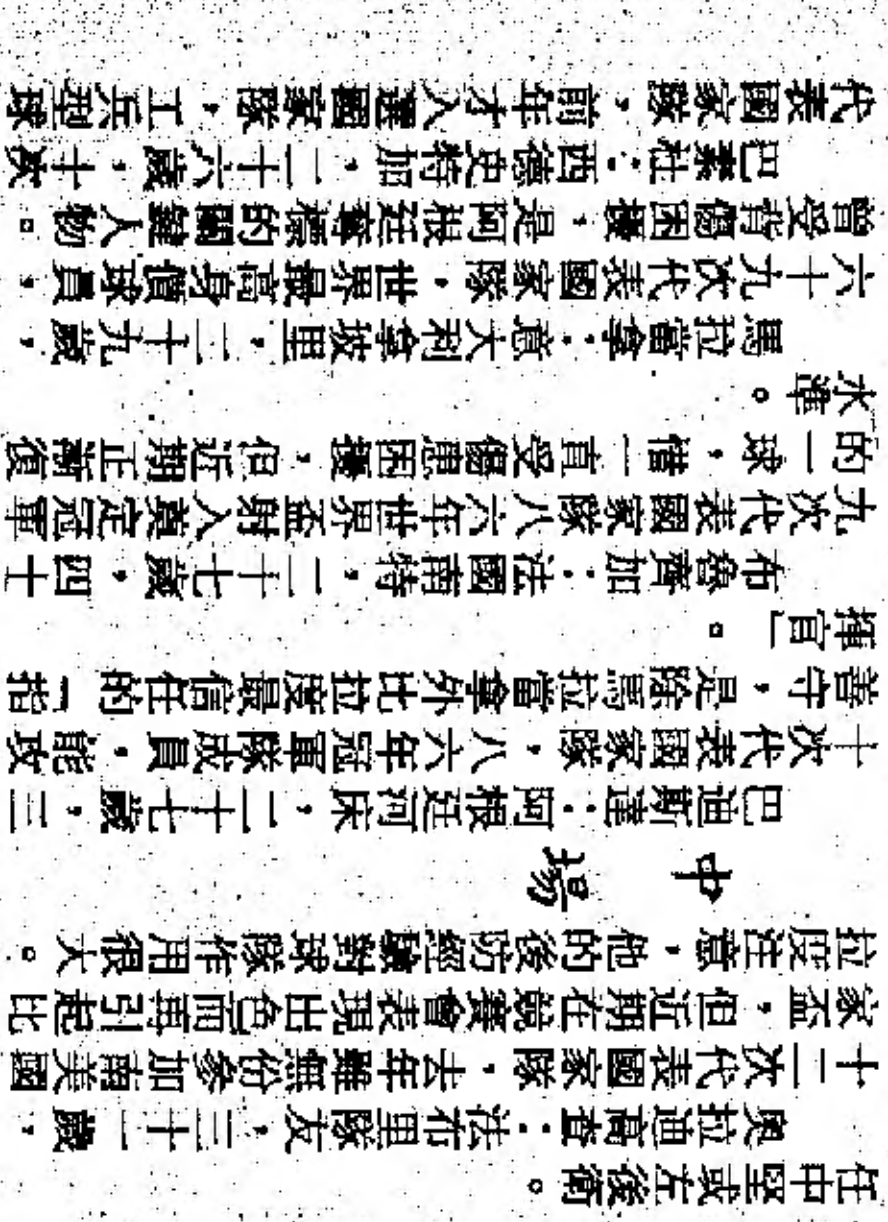 任中堅或左後衛。
奧拉迪高查：法布里隊友，三十一歲，
十二次代表國家隊，去年雖無份參加南美國
家盃，但近期在競賽會表現出色而再引起比
拉度注意，他的後防經驗對球隊作用很大。
中場
巴迪斯達：阿根廷河床，二十七歲，三
十次代表國家隊，八六年冠軍隊成員，能攻
善守，是除馬拉當拿外比拉度最信任的「指
揮官」。
布魯齊加：法國南特，二十七歲，四十
九次代表國家隊八六年世界盃射入奠定冠軍
的一球，惜一直受傷患困擾，但近期正漸復
水準。
馬拉當拿：意大利拿坡里，二十九歲，
六十九次代表國家隊，世界最高身價球員，
曾受背傷困擾，是阿根廷奪標的關鍵人物。
巴素社：西德史特加，二十六歲，十次
代表國家隊，前年才入選國家隊，工兵型球